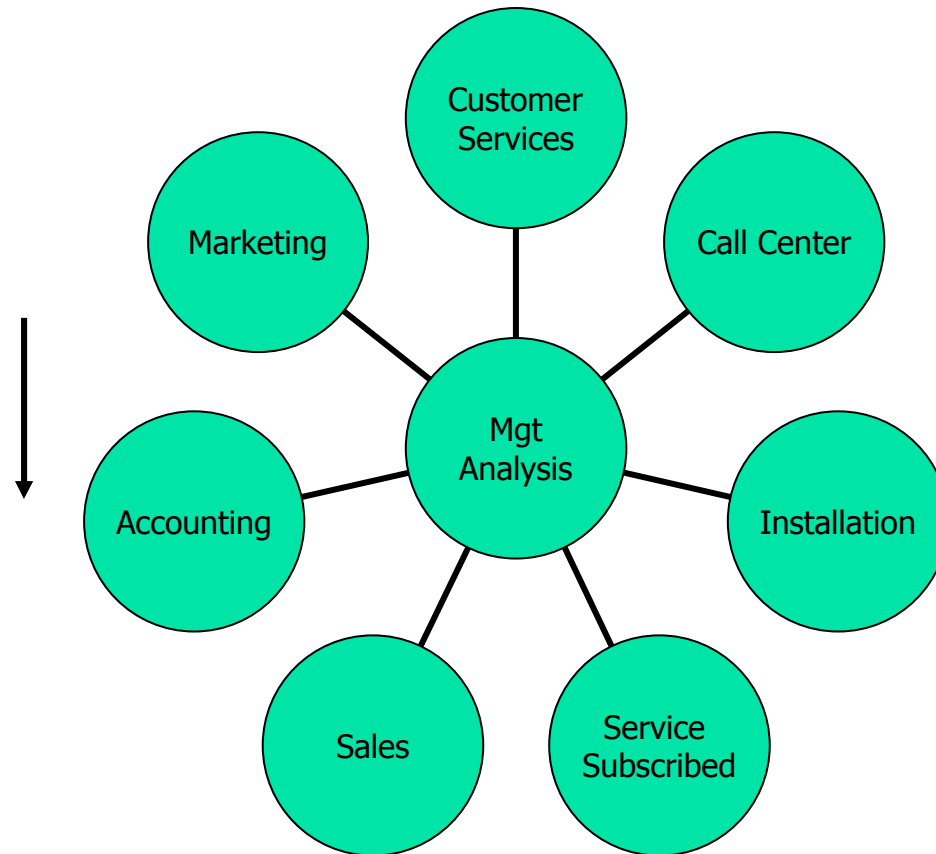 Customer
Services
Marketing
Call Center
Mgt
Analysis
Accounting
Installation
Sales
Service
Subscribed